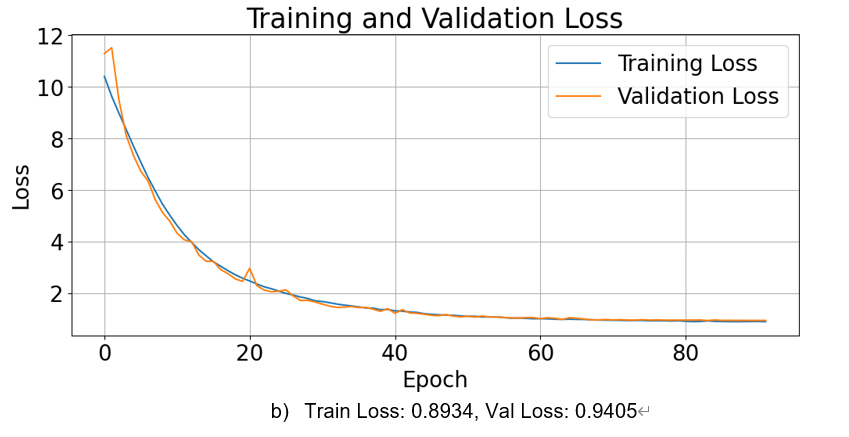 Training and Validation Loss
12
10
8
6
4
2
Loss
Training Loss
Validation Loss
0 20 40 60 80
Epoch
b) Train Loss: 0.8934, Val Loss: 0.9405↵